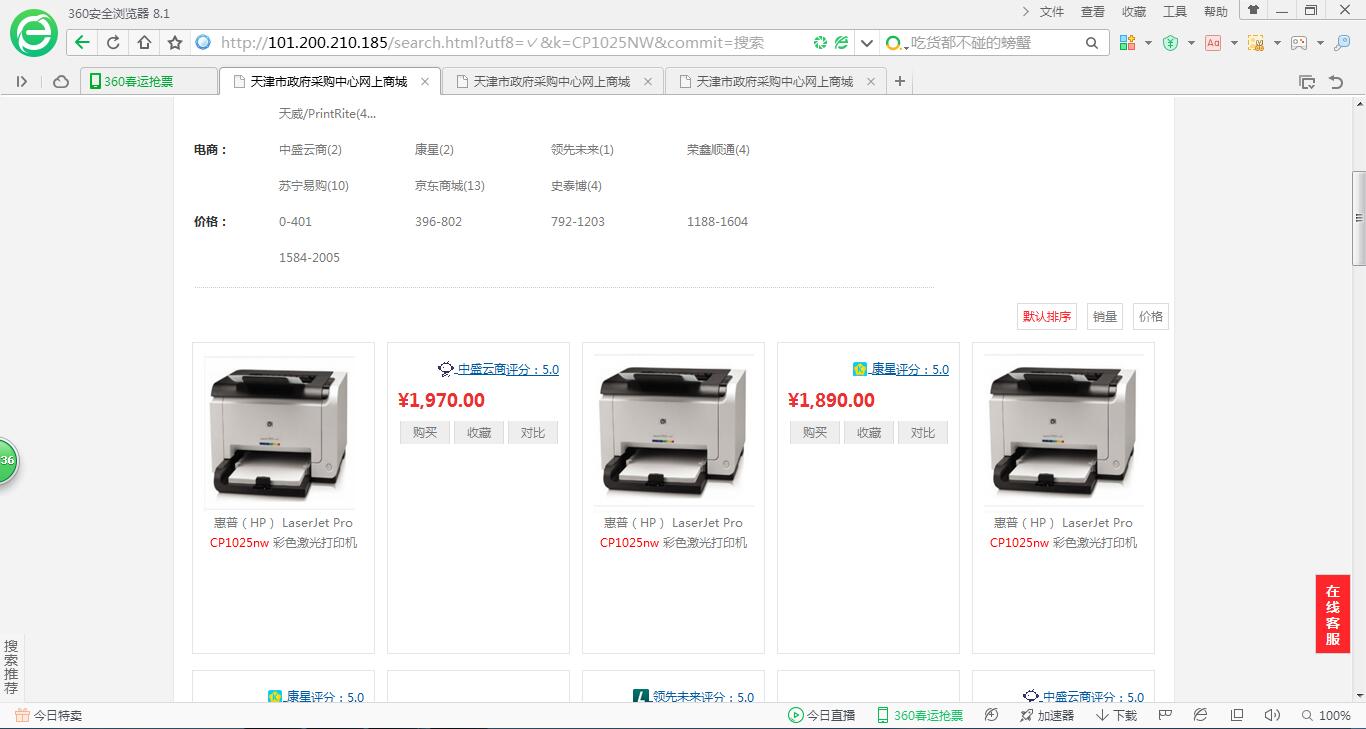 360安全浏览器 8.1
文件 查看 收藏 工具 帮助
http://101.200.210.185/search.html?utf8=✓&k=CP1025NW&commit=搜索
吃货都不碰的螃蟹
360春运抢票
天津市政府采购中心网上商城
天津市政府采购中心网上商城
天津市政府采购中心网上商城
天威/PrintRite(4...
电商： 中盛云商(2) 康星(2) 领先未来(1) 荣鑫顺通(4)
苏宁易购(10) 京东商城(13) 史泰博(4)
价格： 0-401 396-802 792-1203 1188-1604
1584-2005
默认排序 销量 价格
惠普（HP） LaserJet Pro
CP1025nw 彩色激光打印机
中盛云商评分：5.0
¥1,970.00
购买 收藏 对比
惠普（HP） LaserJet Pro
CP1025nw 彩色激光打印机
康星评分：5.0
¥1,890.00
购买 收藏 对比
惠普（HP） LaserJet Pro
CP1025nw 彩色激光打印机
康星评分：5.0
领先未来评分：5.0
中盛云商评分：5.0
36
搜索推荐
在线客服
今日特卖
今日直播 360春运抢票 加速器 下载 100%